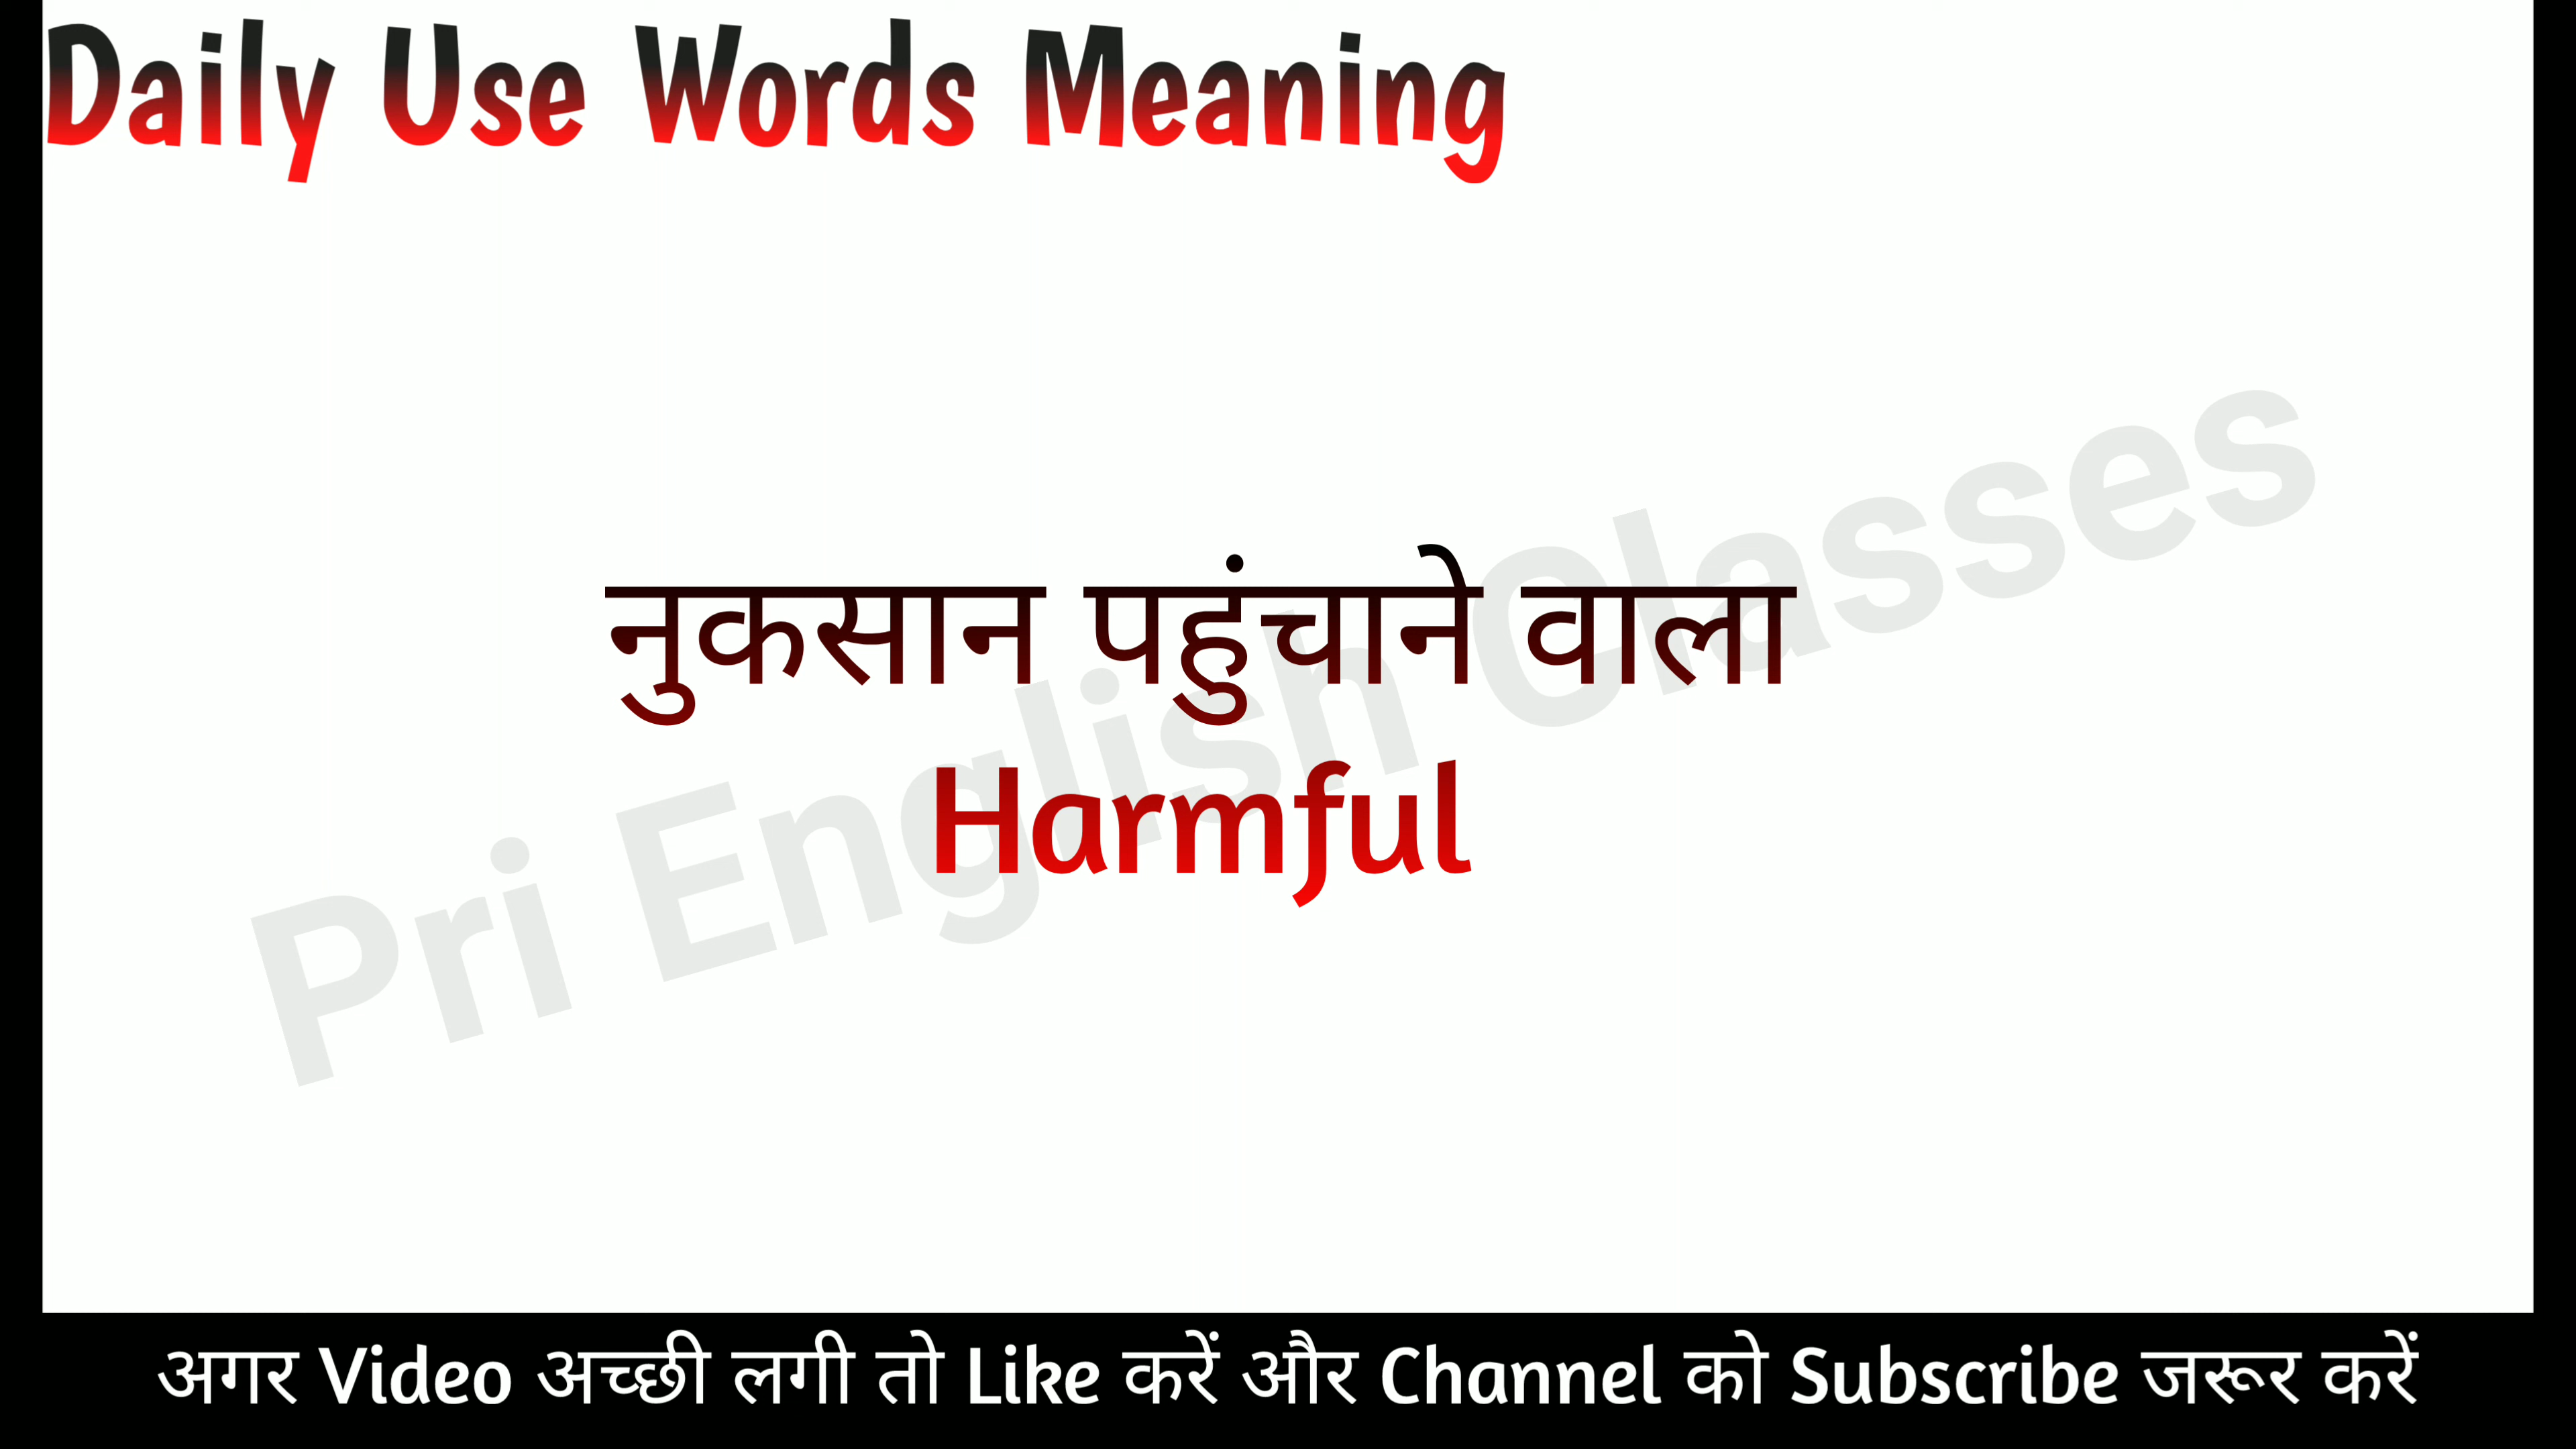 Daily Use Words Meaning
नुकसान पहुंचाने वाला
Harmful
Pri English Classes
अगर Video अच्छी लगी तो Like करें और Channel को Subscribe जरूर करें